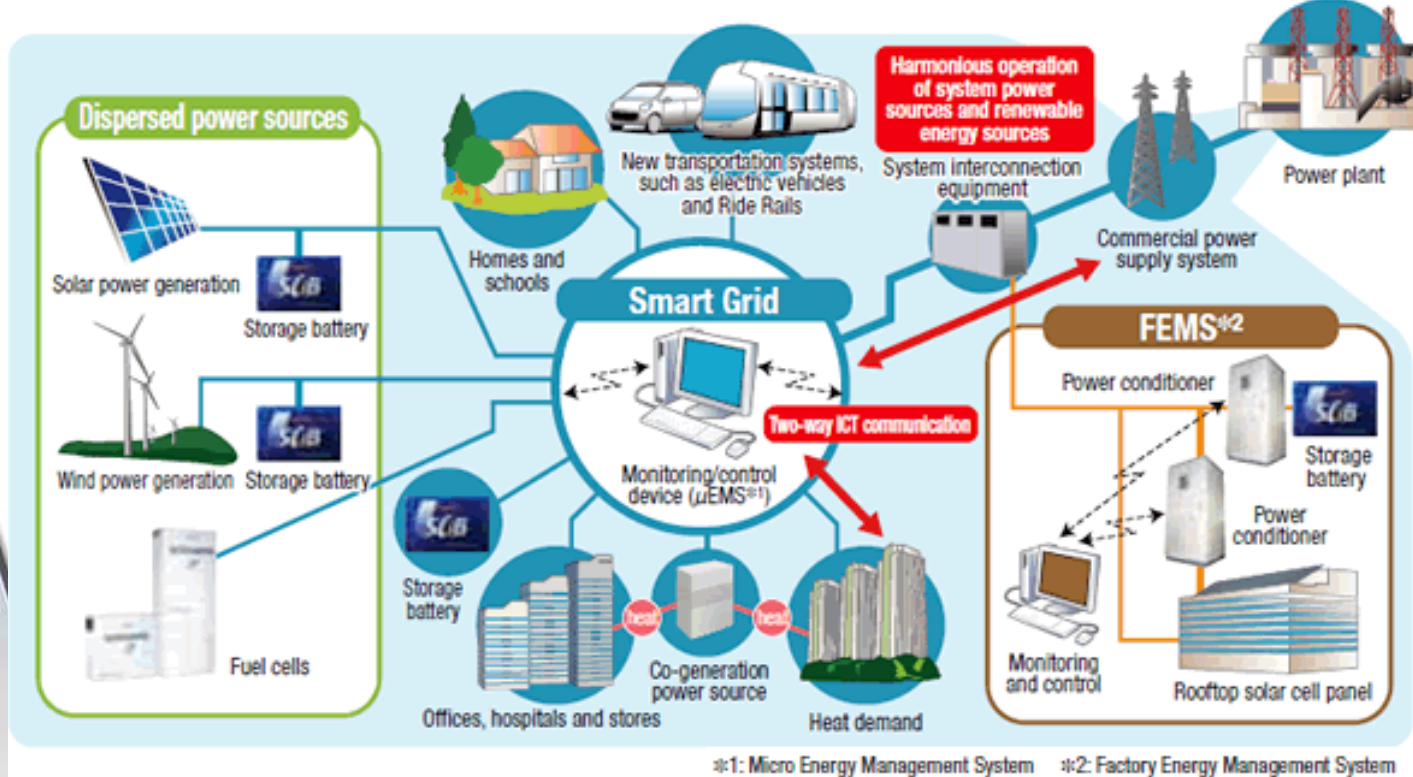 Dispersed power sources
Solar power generation
SCiB
Storage battery
Wind power generation
SCiB
Storage battery
Fuel cells
Homes and
schools
New transportation systems,
such as electric vehicles
and Ride Rails
Harmonious operation
of system power
sources and renewable
energy sources
System interconnection
equipment
Commercial power
supply system
Power plant
Smart Grid
Two-way ICT communication
Monitoring/control
device (μEMS※1)
SCiB
Storage
battery
Offices, hospitals and stores
heat
Co-generation
power source
heat
Heat demand
FEMS※2
Power conditioner
SCiB
Storage
battery
Power
conditioner
Monitoring
and control
Rooftop solar cell panel
※1: Micro Energy Management System ※2: Factory Energy Management System